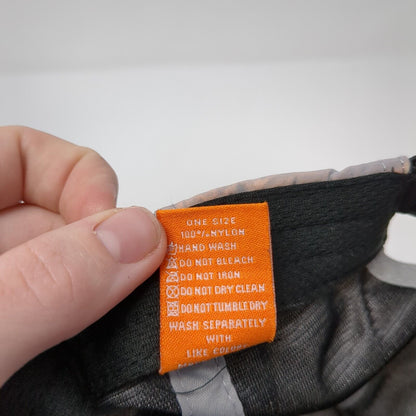 ONE SIZE
100% NYLON
HAND WASH
DO NOT BLEACH
DO NOT IRON
DO NOT DRY CLEAN
DO NOT TUMBLE DRY
WASH SEPARATELY
WITH
LIKE